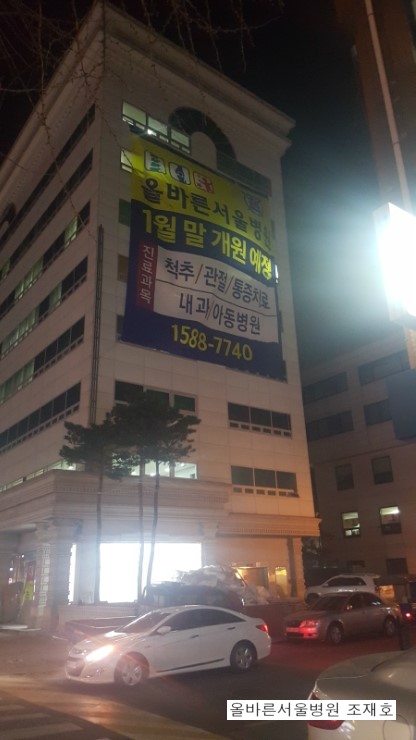 올바른서울병원
1월 말 개원 예정
진료과목
척추/관절/통증치료
내과/아동병원
1588-7740
올바른서울병원 조재호